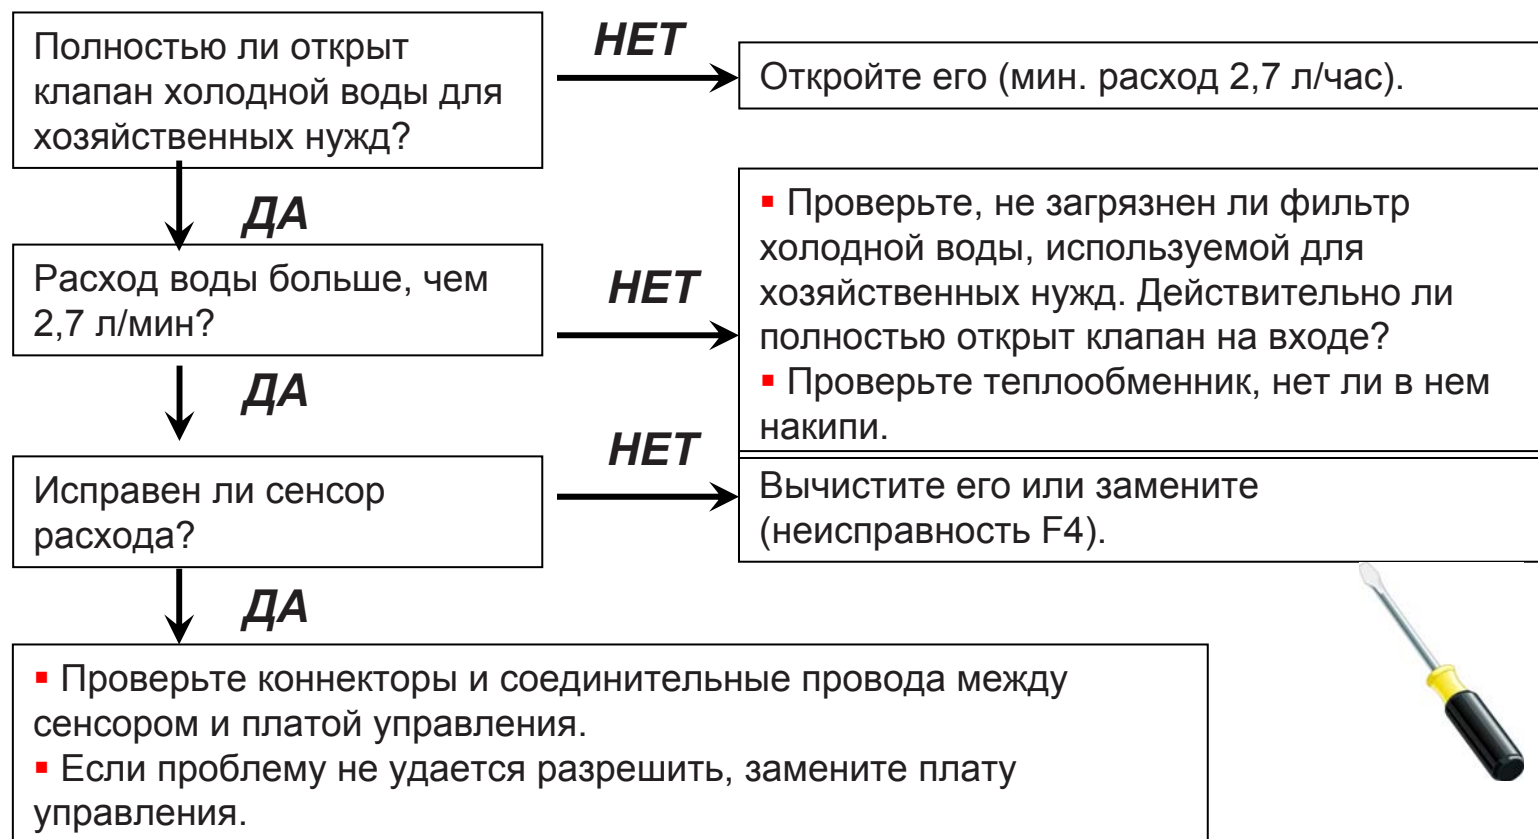 Полностью ли открыт
клапан холодной воды для
хозяйственных нужд?
НЕТ
Откройте его (мин. расход 2,7 л/час).
ДА
Расход воды больше, чем
2,7 л/мин?
НЕТ
▪ Проверьте, не загрязнен ли фильтр
холодной воды, используемой для
хозяйственных нужд. Действительно ли
полностью открыт клапан на входе?
▪ Проверьте теплообменник, нет ли в нем
накипи.
ДА
Исправен ли сенсор
расхода?
НЕТ
Вычистите его или замените
(неисправность F4).
ДА
▪ Проверьте коннекторы и соединительные провода между
сенсором и платой управления.
▪ Если проблему не удается разрешить, замените плату
управления.